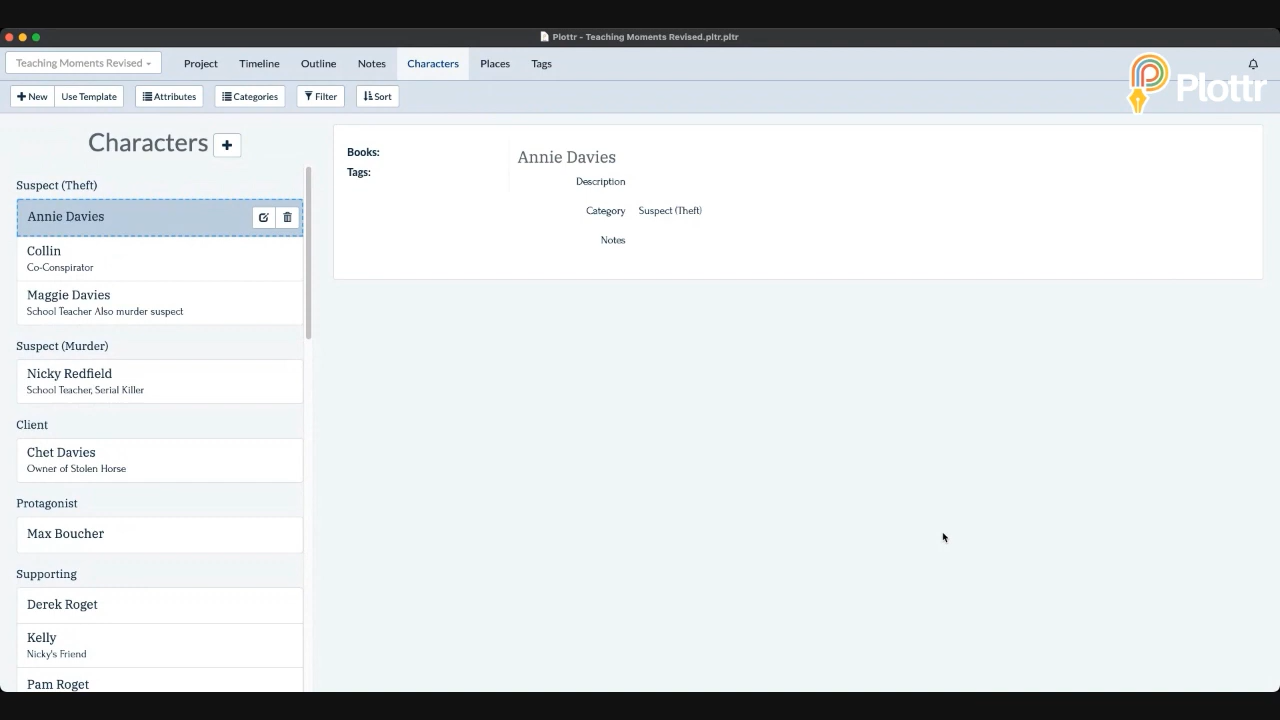 Plottr - Teaching Moments Revised.pltr.pltr
Teaching Moments Revised
Project
Timeline
Outline
Notes
Characters
Places
Tags
Plottr
New
Use Template
Attributes
Categories
Filter
Sort
Characters
Suspect (Theft)
Annie Davies
Collin
Co-Conspirator
Maggie Davies
School Teacher Also murder suspect
Suspect (Murder)
Nicky Redfield
School Teacher, Serial Killer
Client
Chet Davies
Owner of Stolen Horse
Protagonist
Max Boucher
Supporting
Derek Roget
Kelly
Nicky's Friend
Pam Roget
Books:
Tags:
Annie Davies
Description
Category Suspect (Theft)
Notes